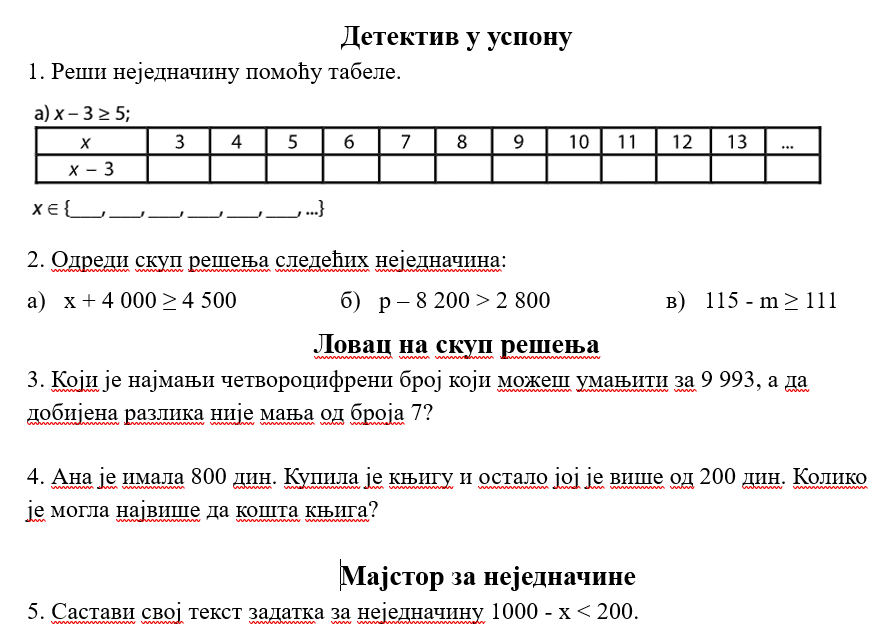 Детектив у успону
1. Реши неједначину помоћу табеле.
а) x – 3 ≥ 5;
x 3 4 5 6 7 8 9 10 11 12 13 ...
x – 3
x ∈ {___, ___, ___, ___, ___, ___, ...}
2. Одреди скуп решења следећих неједначина:
а) x + 4 000 ≥ 4 500 б) p – 8 200 > 2 800 в) 115 - m ≥ 111
Ловац на скуп решења
3. Који је најмањи четвороцифрени број који можеш умањити за 9 993, а да
добијена разлика није мања од броја 7?
4. Ана је имала 800 дин. Купила је књигу и остало јој је више од 200 дин. Колико
је могла највише да кошта књига?
Мајстор за неједначине
5. Састави свој текст задатка за неједначину 1000 - x < 200.